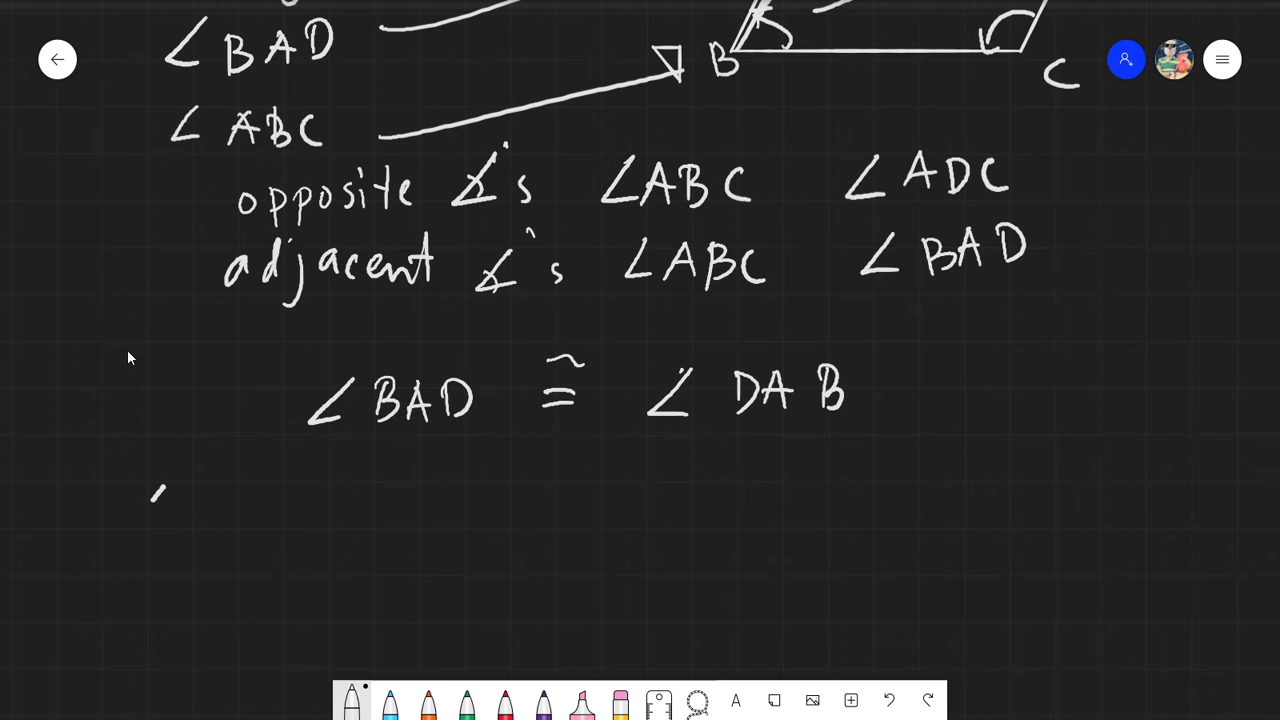 ∠BAD
B
C
∠ABC
opposite ∡'s ∠ABC ∠ADC
adjacent ∡'s ∠ABC ∠BAD
∠BAD ≅ ∠DAB
A